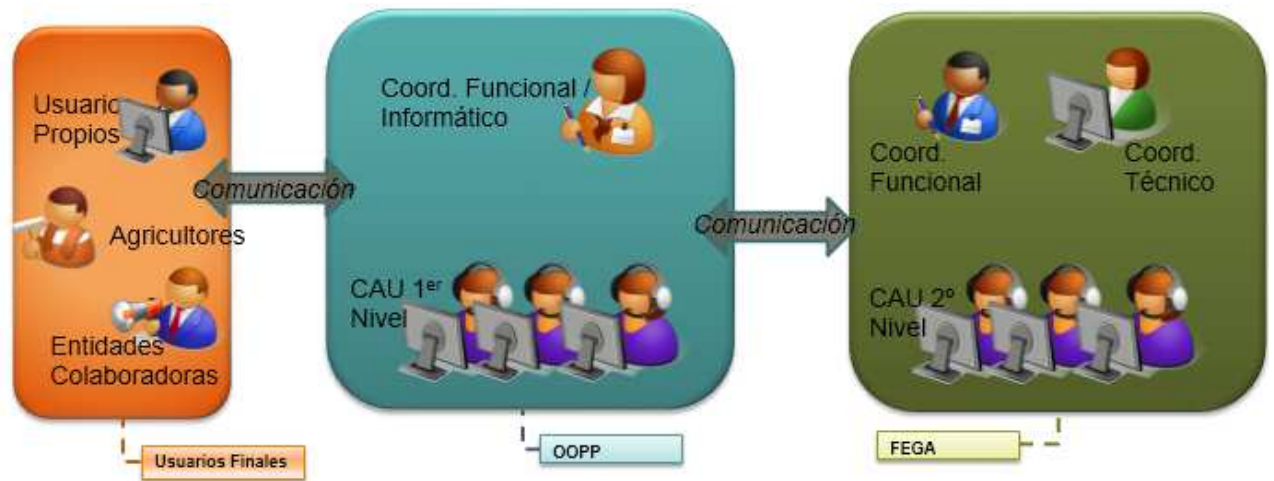 Usuario
Propios
Comunicación
Agricultores
Entidades
Colaboradoras
Usuarios Finales
Coord. Funcional /
Informático
CAU 1er
Nivel
OOPP
Comunicación
Coord.
Funcional
Coord.
Técnico
CAU 2º
Nivel
FEGA